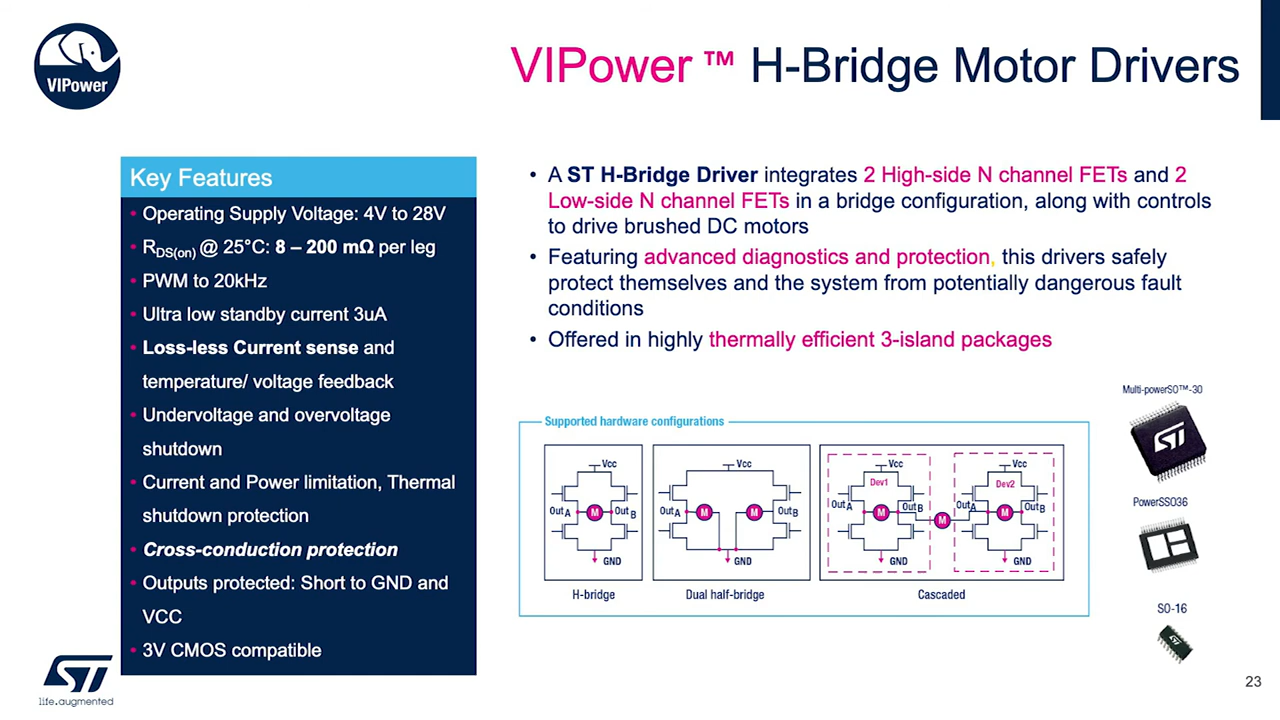 VIPower
VIPower ™ H-Bridge Motor Drivers
Key Features
• Operating Supply Voltage: 4V to 28V
• RDS(on) @ 25°C: 8 – 200 mΩ per leg
• PWM to 20kHz
• Ultra low standby current 3uA
• Loss-less Current sense and
temperature/ voltage feedback
• Undervoltage and overvoltage
shutdown
• Current and Power limitation, Thermal
shutdown protection
• Cross-conduction protection
• Outputs protected: Short to GND and
VCC
• 3V CMOS compatible
• A ST H-Bridge Driver integrates 2 High-side N channel FETs and 2
Low-side N channel FETs in a bridge configuration, along with controls
to drive brushed DC motors
• Featuring advanced diagnostics and protection, this drivers safely
protect themselves and the system from potentially dangerous fault
conditions
• Offered in highly thermally efficient 3-island packages
Supported hardware configurations
Vcc
OutA M OutB
GND
H-bridge
Vcc
OutA M M OutB
GND
Dual half-bridge
Vcc Vcc
Dev1 Dev2
OutA M OutB M OutA M OutB
GND GND
Cascaded
Multi-powerSO™-30
ST
PowerSSO36
SO-16
ST
ST
life.augmented
23